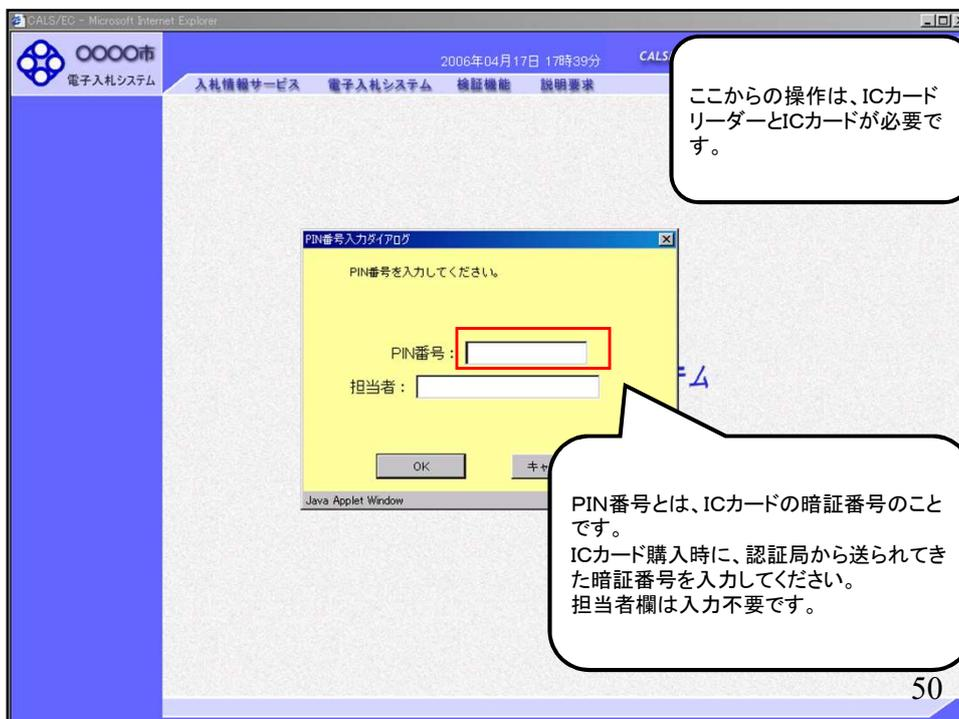 CALS/EC - Microsoft Internet Explorer
〇〇〇〇市
電子入札システム
2006年04月17日 17時39分
CALS
入札情報サービス 電子入札システム 検証機能 説明要求
ここからの操作は、ICカード
リーダーとICカードが必要で
す。
PIN番号入力ダイアログ
PIN番号を入力してください。
PIN番号：
担当者：
OK
キャ
Java Applet Window
ム
PIN番号とは、ICカードの暗証番号のこと
です。
ICカード購入時に、認証局から送られてき
た暗証番号を入力してください。
担当者欄は入力不要です。
50